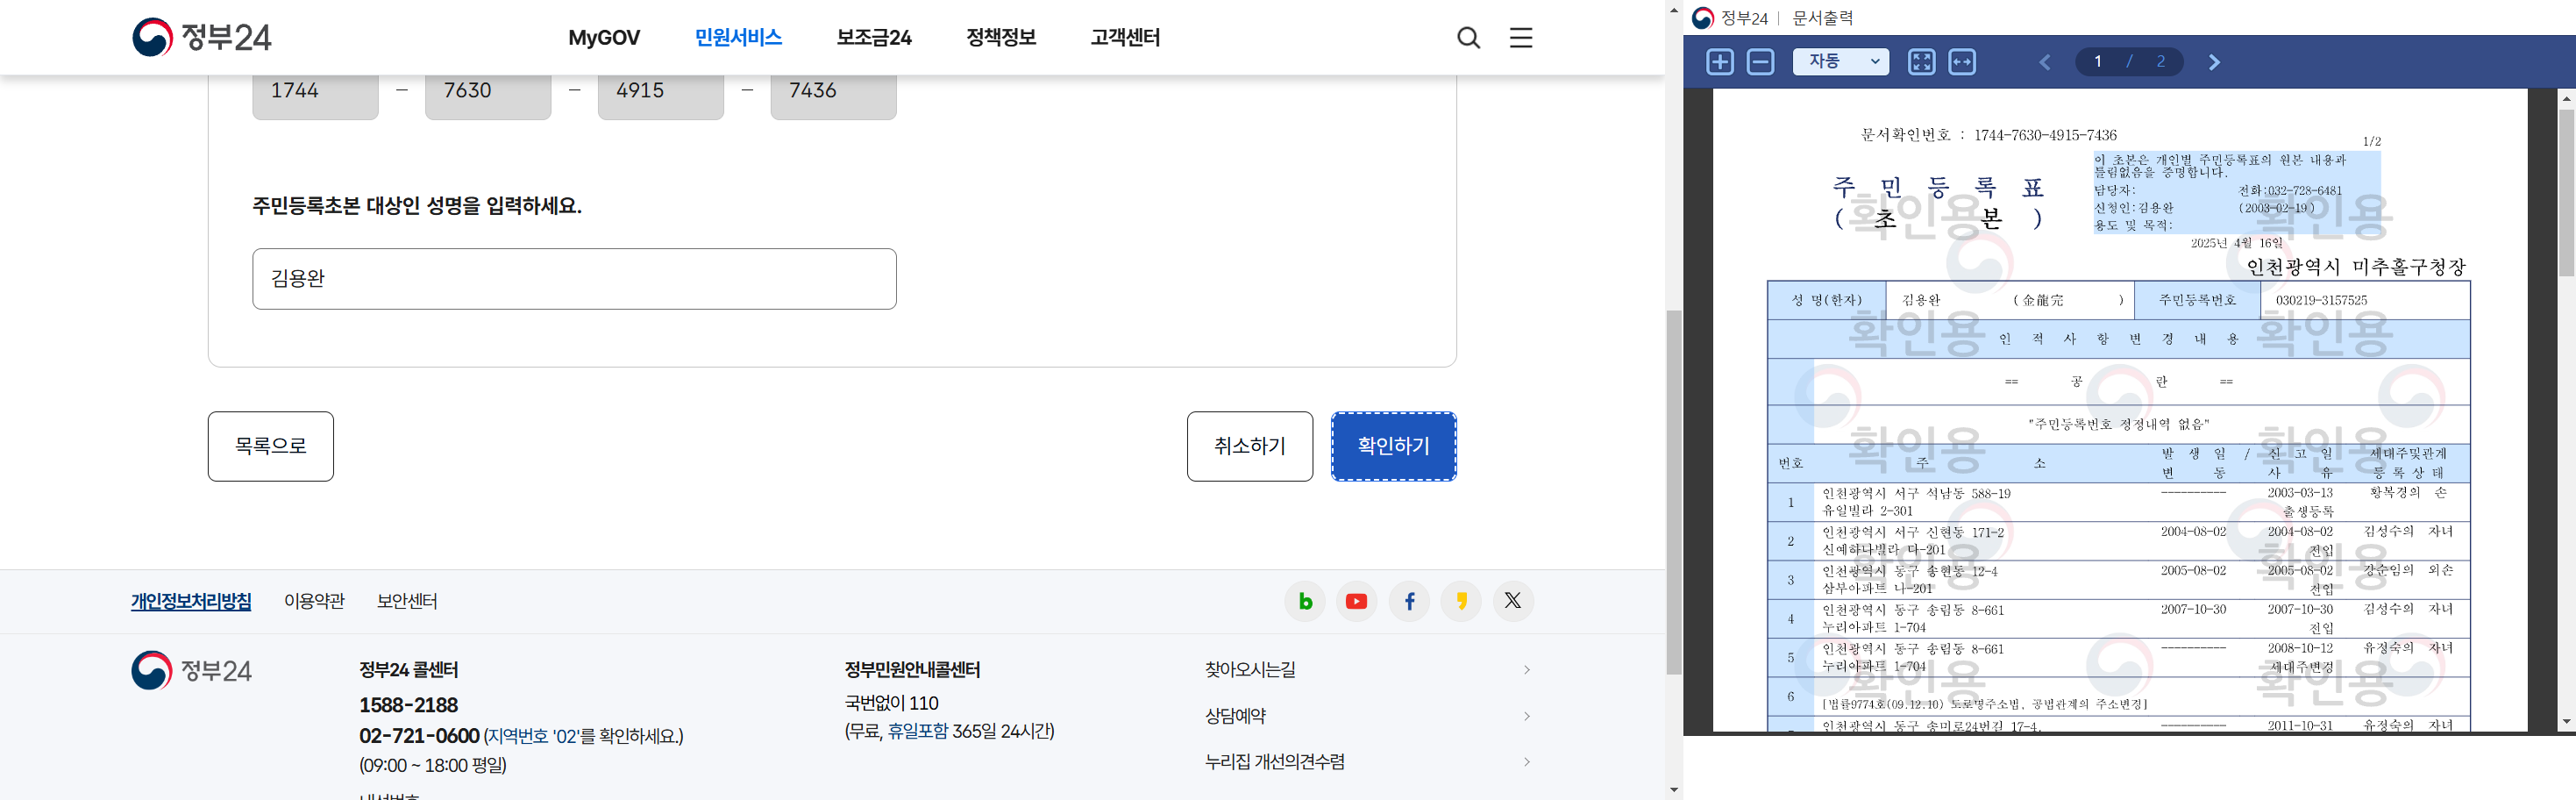 정부24
MyGOV
민원서비스
보조금24
정책정보
고객센터
1744 – 7630 – 4915 – 7436
주민등록초본 대상인 성명을 입력하세요.
김용완
목록으로
취소하기
확인하기
개인정보처리방침
이용약관
보안센터
정부24
정부24 콜센터
1588-2188
02-721-0600 (지역번호 '02'를 확인하세요.)
(09:00 ~ 18:00 평일)
정부민원안내콜센터
국번없이 110
(무료, 휴일포함 365일 24시간)
찾아오시는길
상담예약
누리집 개선의견수렴
정부24 | 문서출력
자동
1 / 2
문서확인번호 : 1744-7630-4915-7436
1/2
주 민 등 록 표
( 초 본 )
이 초본은 개인별 주민등록표의 원본 내용과
틀림없음을 증명합니다.
담당자: 전화:032-728-6481
신청인:김용완 (2003-02-19)
용도 및 목적:
2025년 4월 16일
인천광역시 미추홀구청장
성 명(한자) 김용완 (金龍完 ) 주민등록번호 030219-3157525
인 적 사 항 변 경 내 용
== 공 란 ==
"주민등록번호 정정내역 없음"
번호 주 소 발 생 일 / 신 고 일 세대주및관계
변 동 사 유 등 록 상 태
1 인천광역시 서구 석남동 588-19 ---------- 2003-03-13 황복경의 손
유일빌라 2-301 출생등록
2 인천광역시 서구 신현동 171-2 2004-08-02 2004-08-02 김성수의 자녀
신예하나빌라 다-201 전입
3 인천광역시 동구 송현동 12-4 2005-08-02 2005-08-02 강순임의 외손
삼부아파트 나-201 전입
4 인천광역시 동구 송림동 8-661 2007-10-30 2007-10-30 김성수의 자녀
누리아파트 1-704 전입
5 인천광역시 동구 송림동 8-661 ---------- 2008-10-12 유정숙의 자녀
누리아파트 1-704 세대주변경
6
[법률9774호(09.12.10) 도로명주소법, 공법관계의 주소변경]
인천광역시 동구 송미로24번길 17-4, ---------- 2011-10-31 유정숙의 자녀
확인용
확인용
확인용
확인용
확인용
확인용
확인용
확인용
확인용
확인용